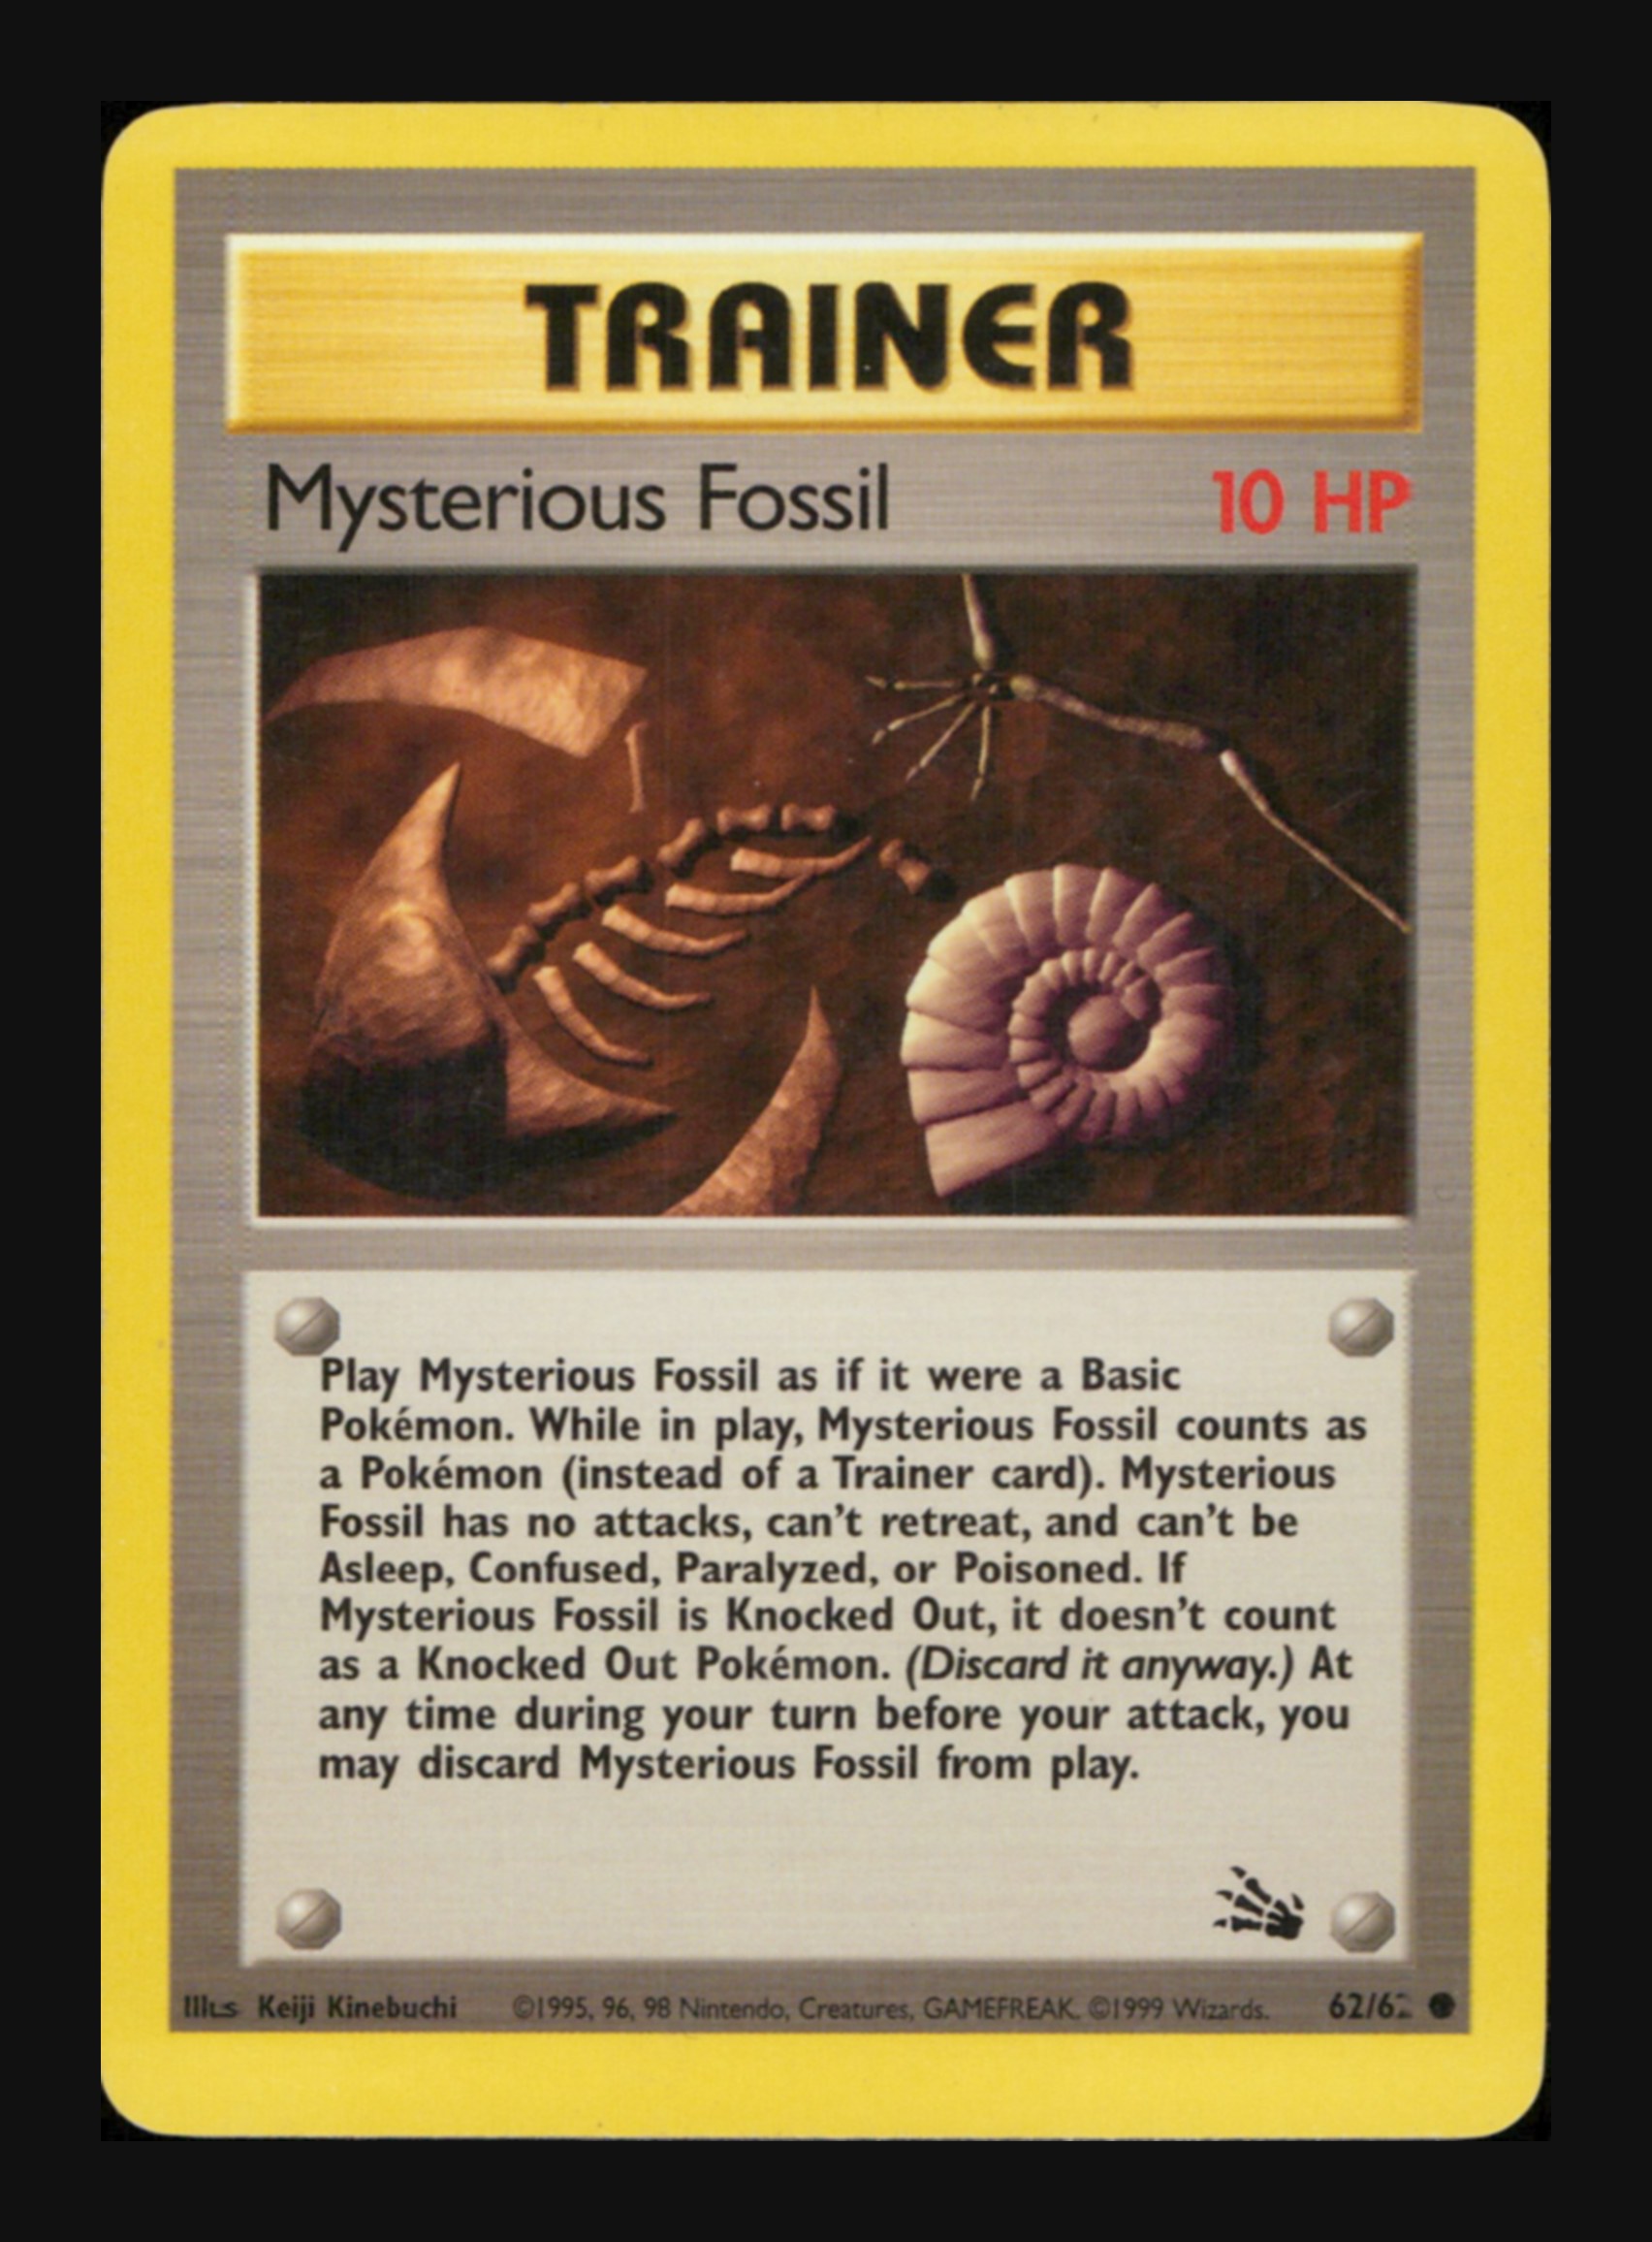 TRAINER
Mysterious Fossil 10 HP
Play Mysterious Fossil as if it were a Basic
Pokémon. While in play, Mysterious Fossil counts as
a Pokémon (instead of a Trainer card). Mysterious
Fossil has no attacks, can't retreat, and can't be
Asleep, Confused, Paralyzed, or Poisoned. If
Mysterious Fossil is Knocked Out, it doesn't count
as a Knocked Out Pokémon. (Discard it anyway.) At
any time during your turn before your attack, you
may discard Mysterious Fossil from play.
Illus Keiji Kinebuchi ©1995, 96, 98 Nintendo, Creatures, GAMEFREAK. ©1999 Wizards. 62/62